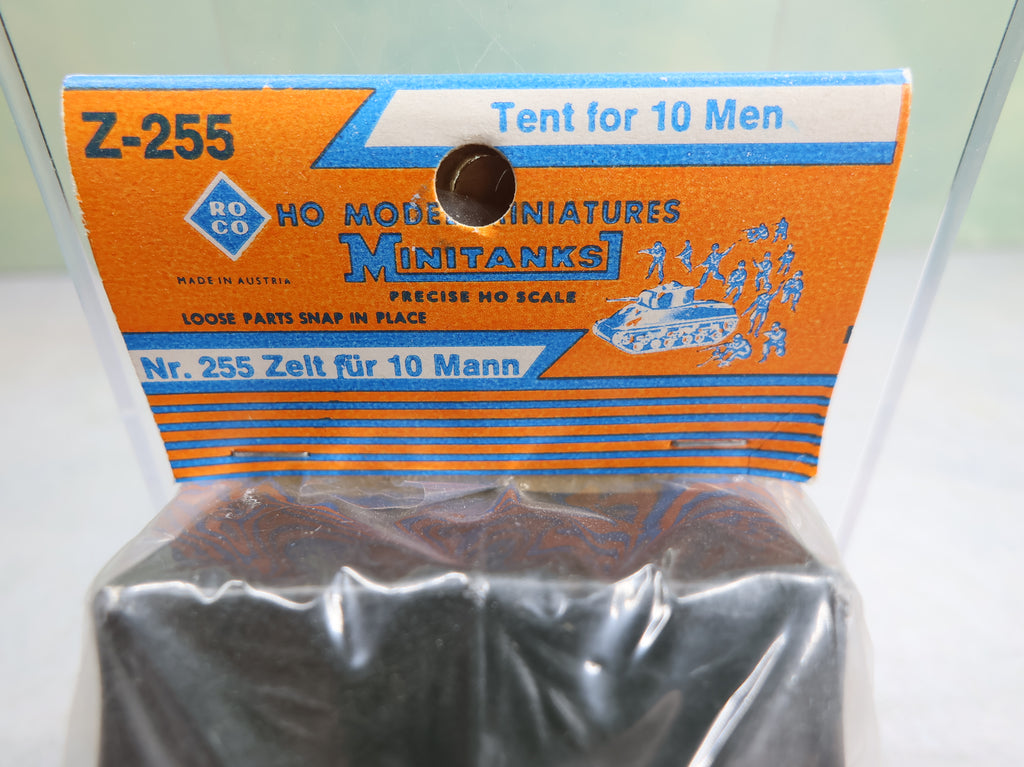 Tent for 10 Men
Z-255
RO
CO
HO MODEL MINIATURES
MINITANKS
MADE IN AUSTRIA
PRECISE HO SCALE
LOOSE PARTS SNAP IN PLACE
Nr. 255 Zelt für 10 Mann